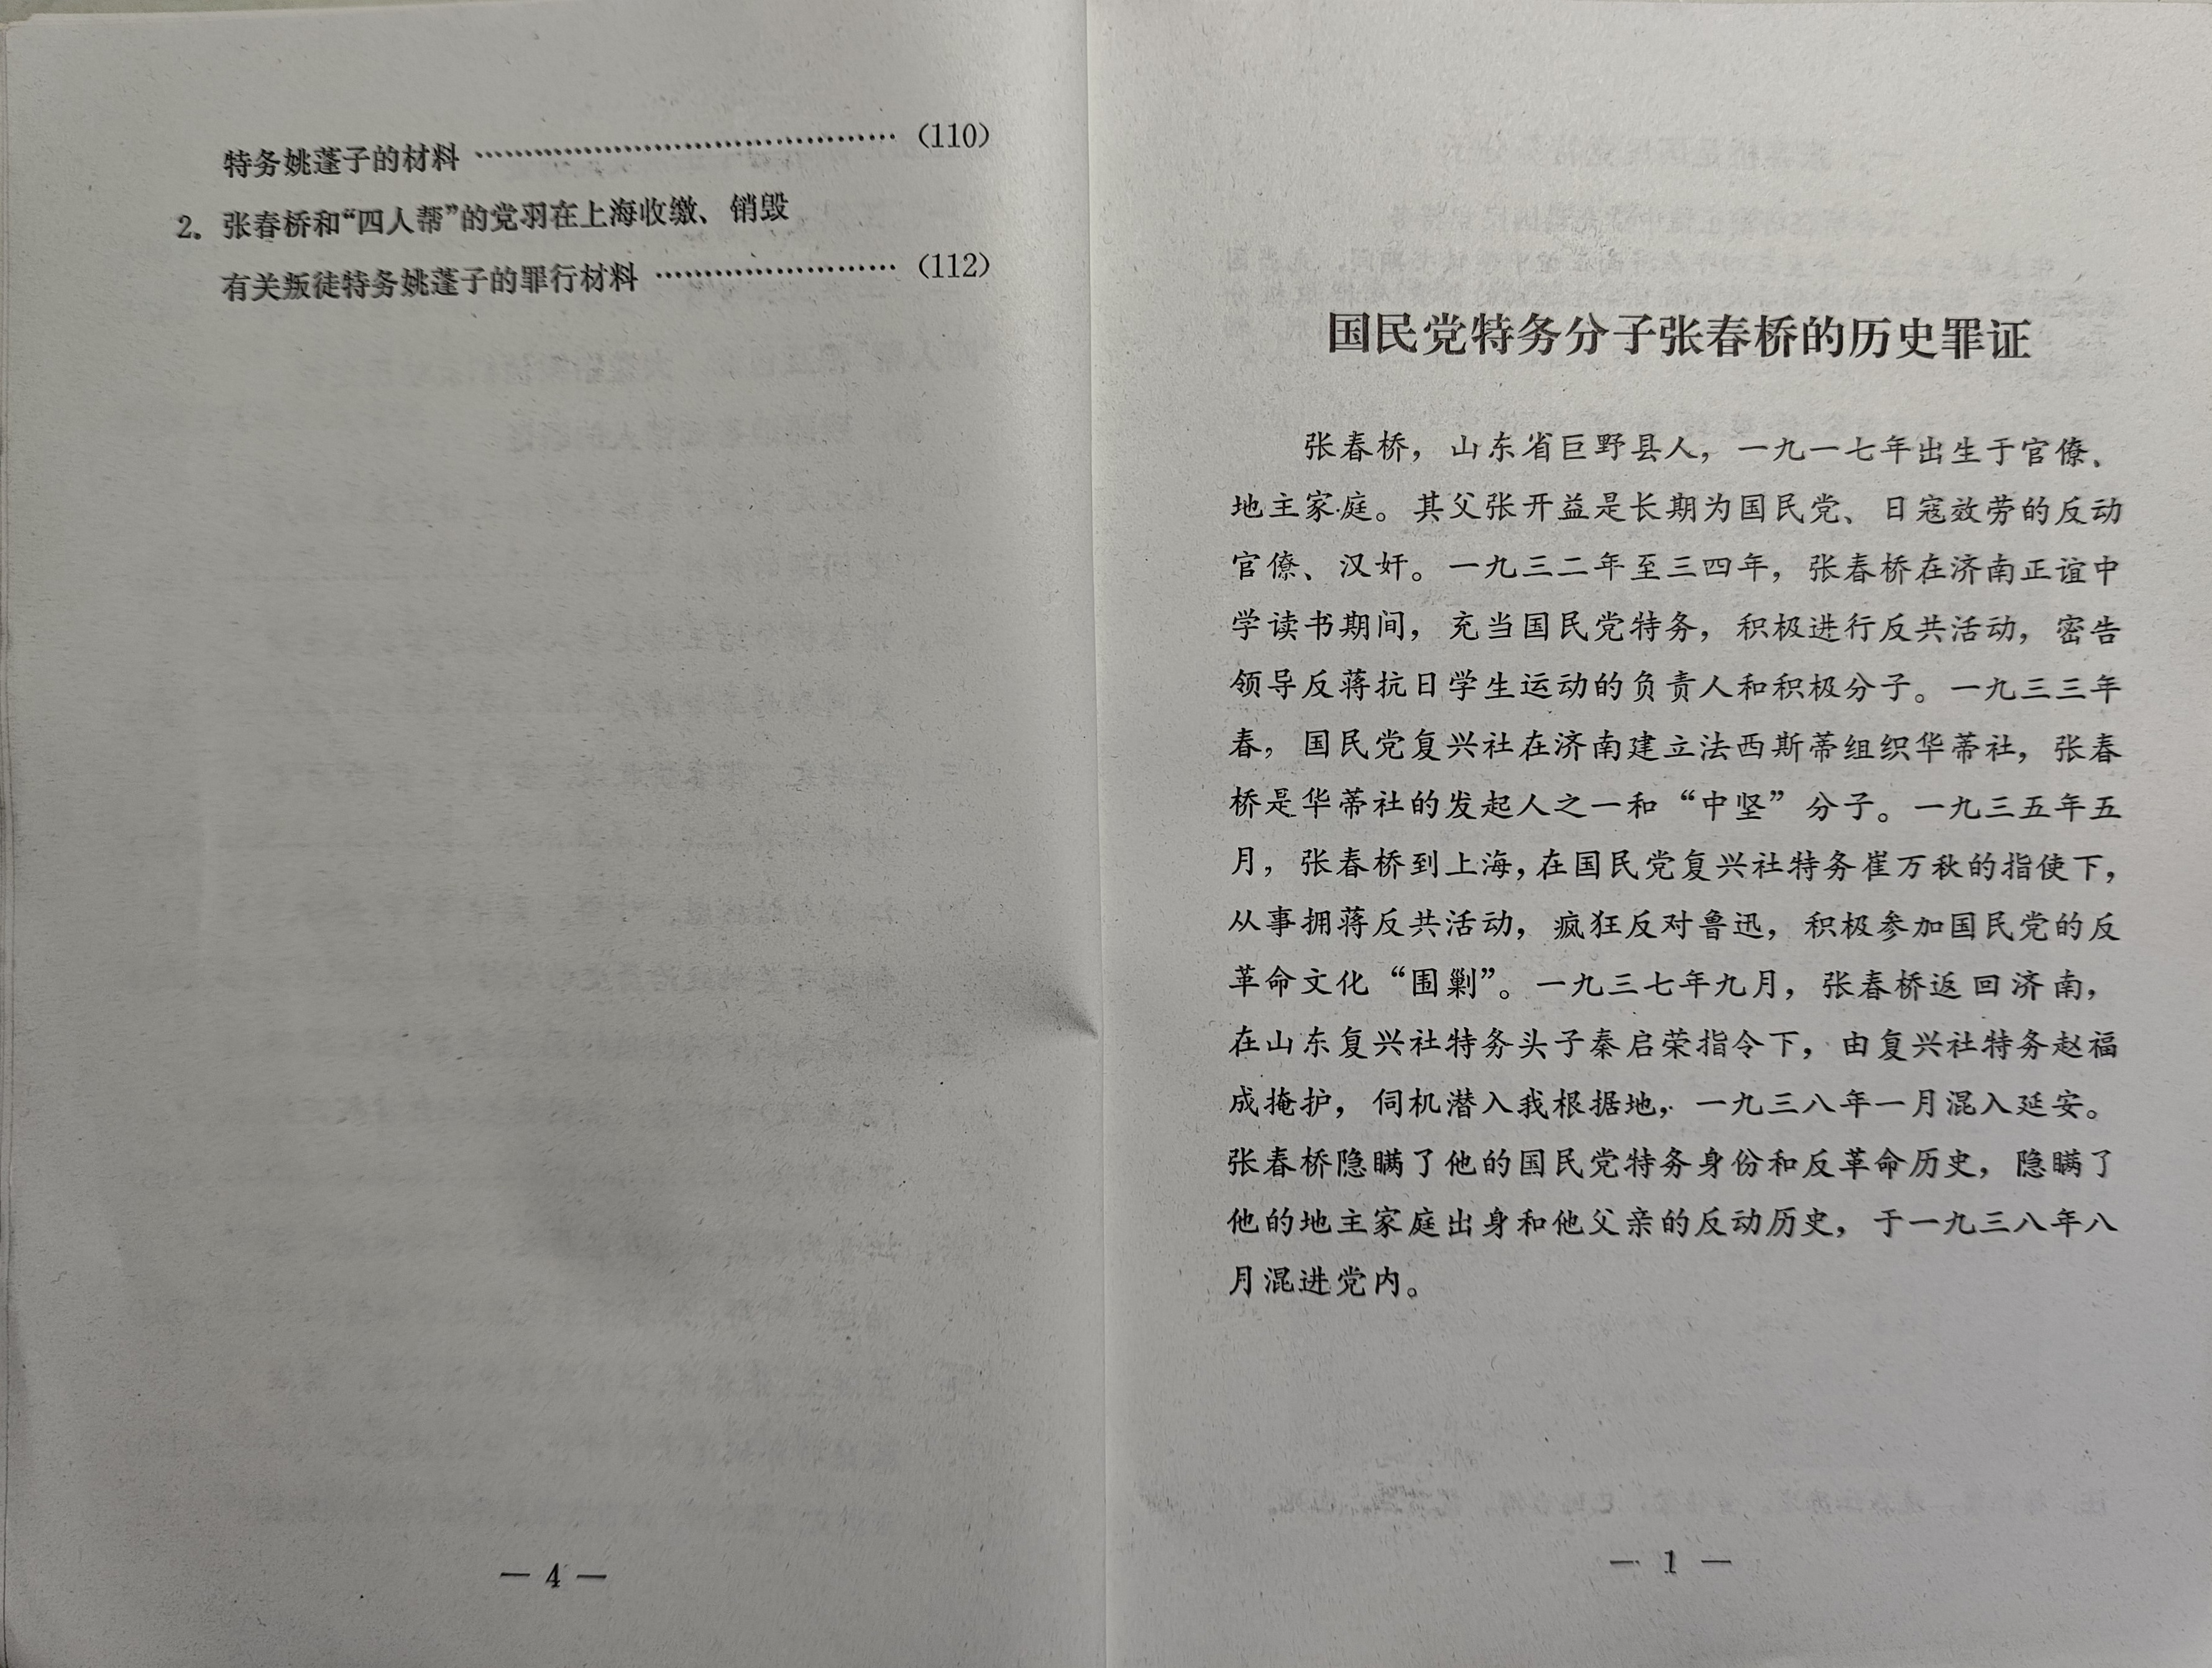 特务姚蓬子的材料 ………………………………… (110)
2. 张春桥和“四人帮”的党羽在上海收缴、销毁
有关叛徒特务姚蓬子的罪行材料 …………………… (112)
— 4 —
国民党特务分子张春桥的历史罪证
张春桥，山东省巨野县人，一九一七年出生于官僚、
地主家庭。其父张开益是长期为国民党、日寇效劳的反动
官僚、汉奸。一九三二年至三四年，张春桥在济南正谊中
学读书期间，充当国民党特务，积极进行反共活动，密告
领导反蒋抗日学生运动的负责人和积极分子。一九三三年
春，国民党复兴社在济南建立法西斯蒂组织华蒂社，张春
桥是华蒂社的发起人之一和“中坚”分子。一九三五年五
月，张春桥到上海，在国民党复兴社特务崔万秋的指使下，
从事拥蒋反共活动，疯狂反对鲁迅，积极参加国民党的反
革命文化“围剿”。一九三七年九月，张春桥返回济南，
在山东复兴社特务头子秦启荣指令下，由复兴社特务赵福
成掩护，伺机潜入我根据地，一九三八年一月混入延安。
张春桥隐瞒了他的国民党特务身份和反革命历史，隐瞒了
他的地主家庭出身和他父亲的反动历史，于一九三八年八
月混进党内。
— 1 —